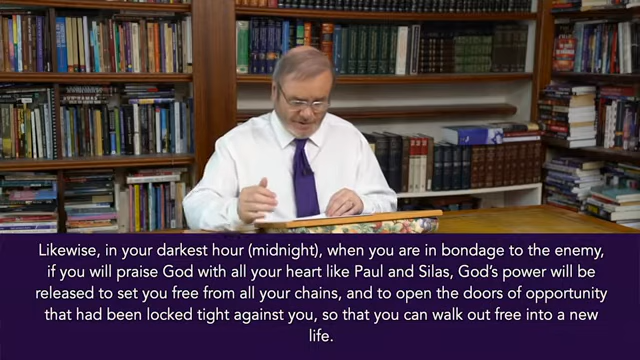 Likewise, in your darkest hour (midnight), when you are in bondage to the enemy,
if you will praise God with all your heart like Paul and Silas, God's power will be
released to set you free from all your chains, and to open the doors of opportunity
that had been locked tight against you, so that you can walk out free into a new
life.